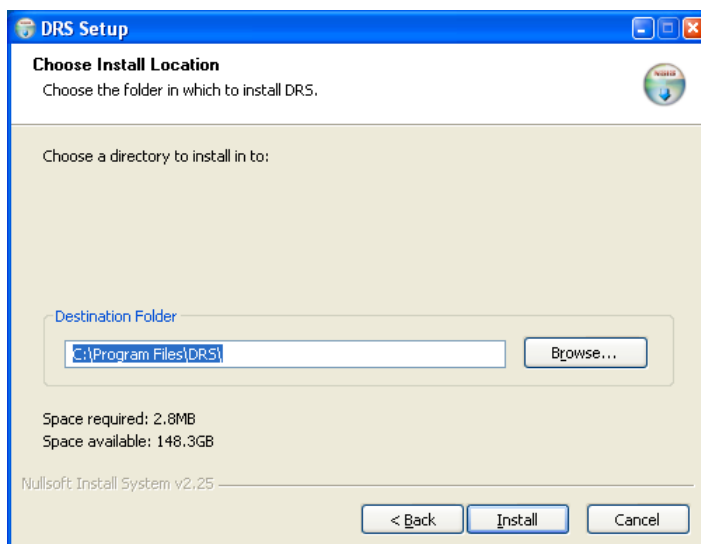 DRS Setup
Choose Install Location
Choose the folder in which to install DRS.
NSIS
Choose a directory to install in to:
Destination Folder
C:\Program Files\DRS\
Browse...
Space required: 2.8MB
Space available: 148.3GB
Nullsoft Install System v2.25
< Back
Install
Cancel